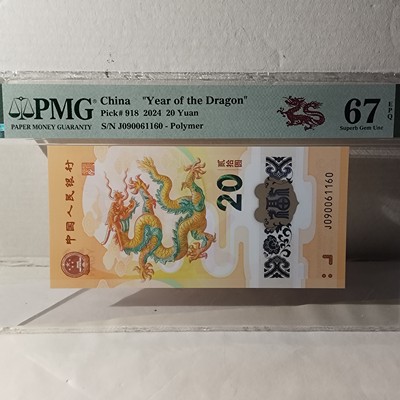 PMG
PAPER MONEY GUARANTY
China "Year of the Dragon"
Pick# 918 2024 20 Yuan
S/N J090061160 - Polymer
67 EPQ
Superb Gem Unc
中国人民银行
贰拾圆
20
J090061160